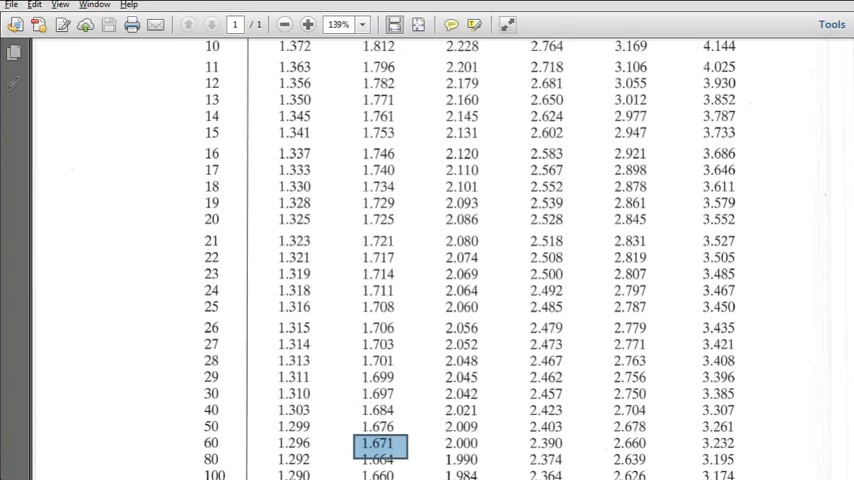 File Edit View Window Help
1 / 1 139% Tools
10 1.372 1.812 2.228 2.764 3.169 4.144
11 1.363 1.796 2.201 2.718 3.106 4.025
12 1.356 1.782 2.179 2.681 3.055 3.930
13 1.350 1.771 2.160 2.650 3.012 3.852
14 1.345 1.761 2.145 2.624 2.977 3.787
15 1.341 1.753 2.131 2.602 2.947 3.733
16 1.337 1.746 2.120 2.583 2.921 3.686
17 1.333 1.740 2.110 2.567 2.898 3.646
18 1.330 1.734 2.101 2.552 2.878 3.611
19 1.328 1.729 2.093 2.539 2.861 3.579
20 1.325 1.725 2.086 2.528 2.845 3.552
21 1.323 1.721 2.080 2.518 2.831 3.527
22 1.321 1.717 2.074 2.508 2.819 3.505
23 1.319 1.714 2.069 2.500 2.807 3.485
24 1.318 1.711 2.064 2.492 2.797 3.467
25 1.316 1.708 2.060 2.485 2.787 3.450
26 1.315 1.706 2.056 2.479 2.779 3.435
27 1.314 1.703 2.052 2.473 2.771 3.421
28 1.313 1.701 2.048 2.467 2.763 3.408
29 1.311 1.699 2.045 2.462 2.756 3.396
30 1.310 1.697 2.042 2.457 2.750 3.385
40 1.303 1.684 2.021 2.423 2.704 3.307
50 1.299 1.676 2.009 2.403 2.678 3.261
60 1.296 1.671 2.000 2.390 2.660 3.232
80 1.292 1.664 1.990 2.374 2.639 3.195
100 1.290 1.660 1.984 2.364 2.626 3.174